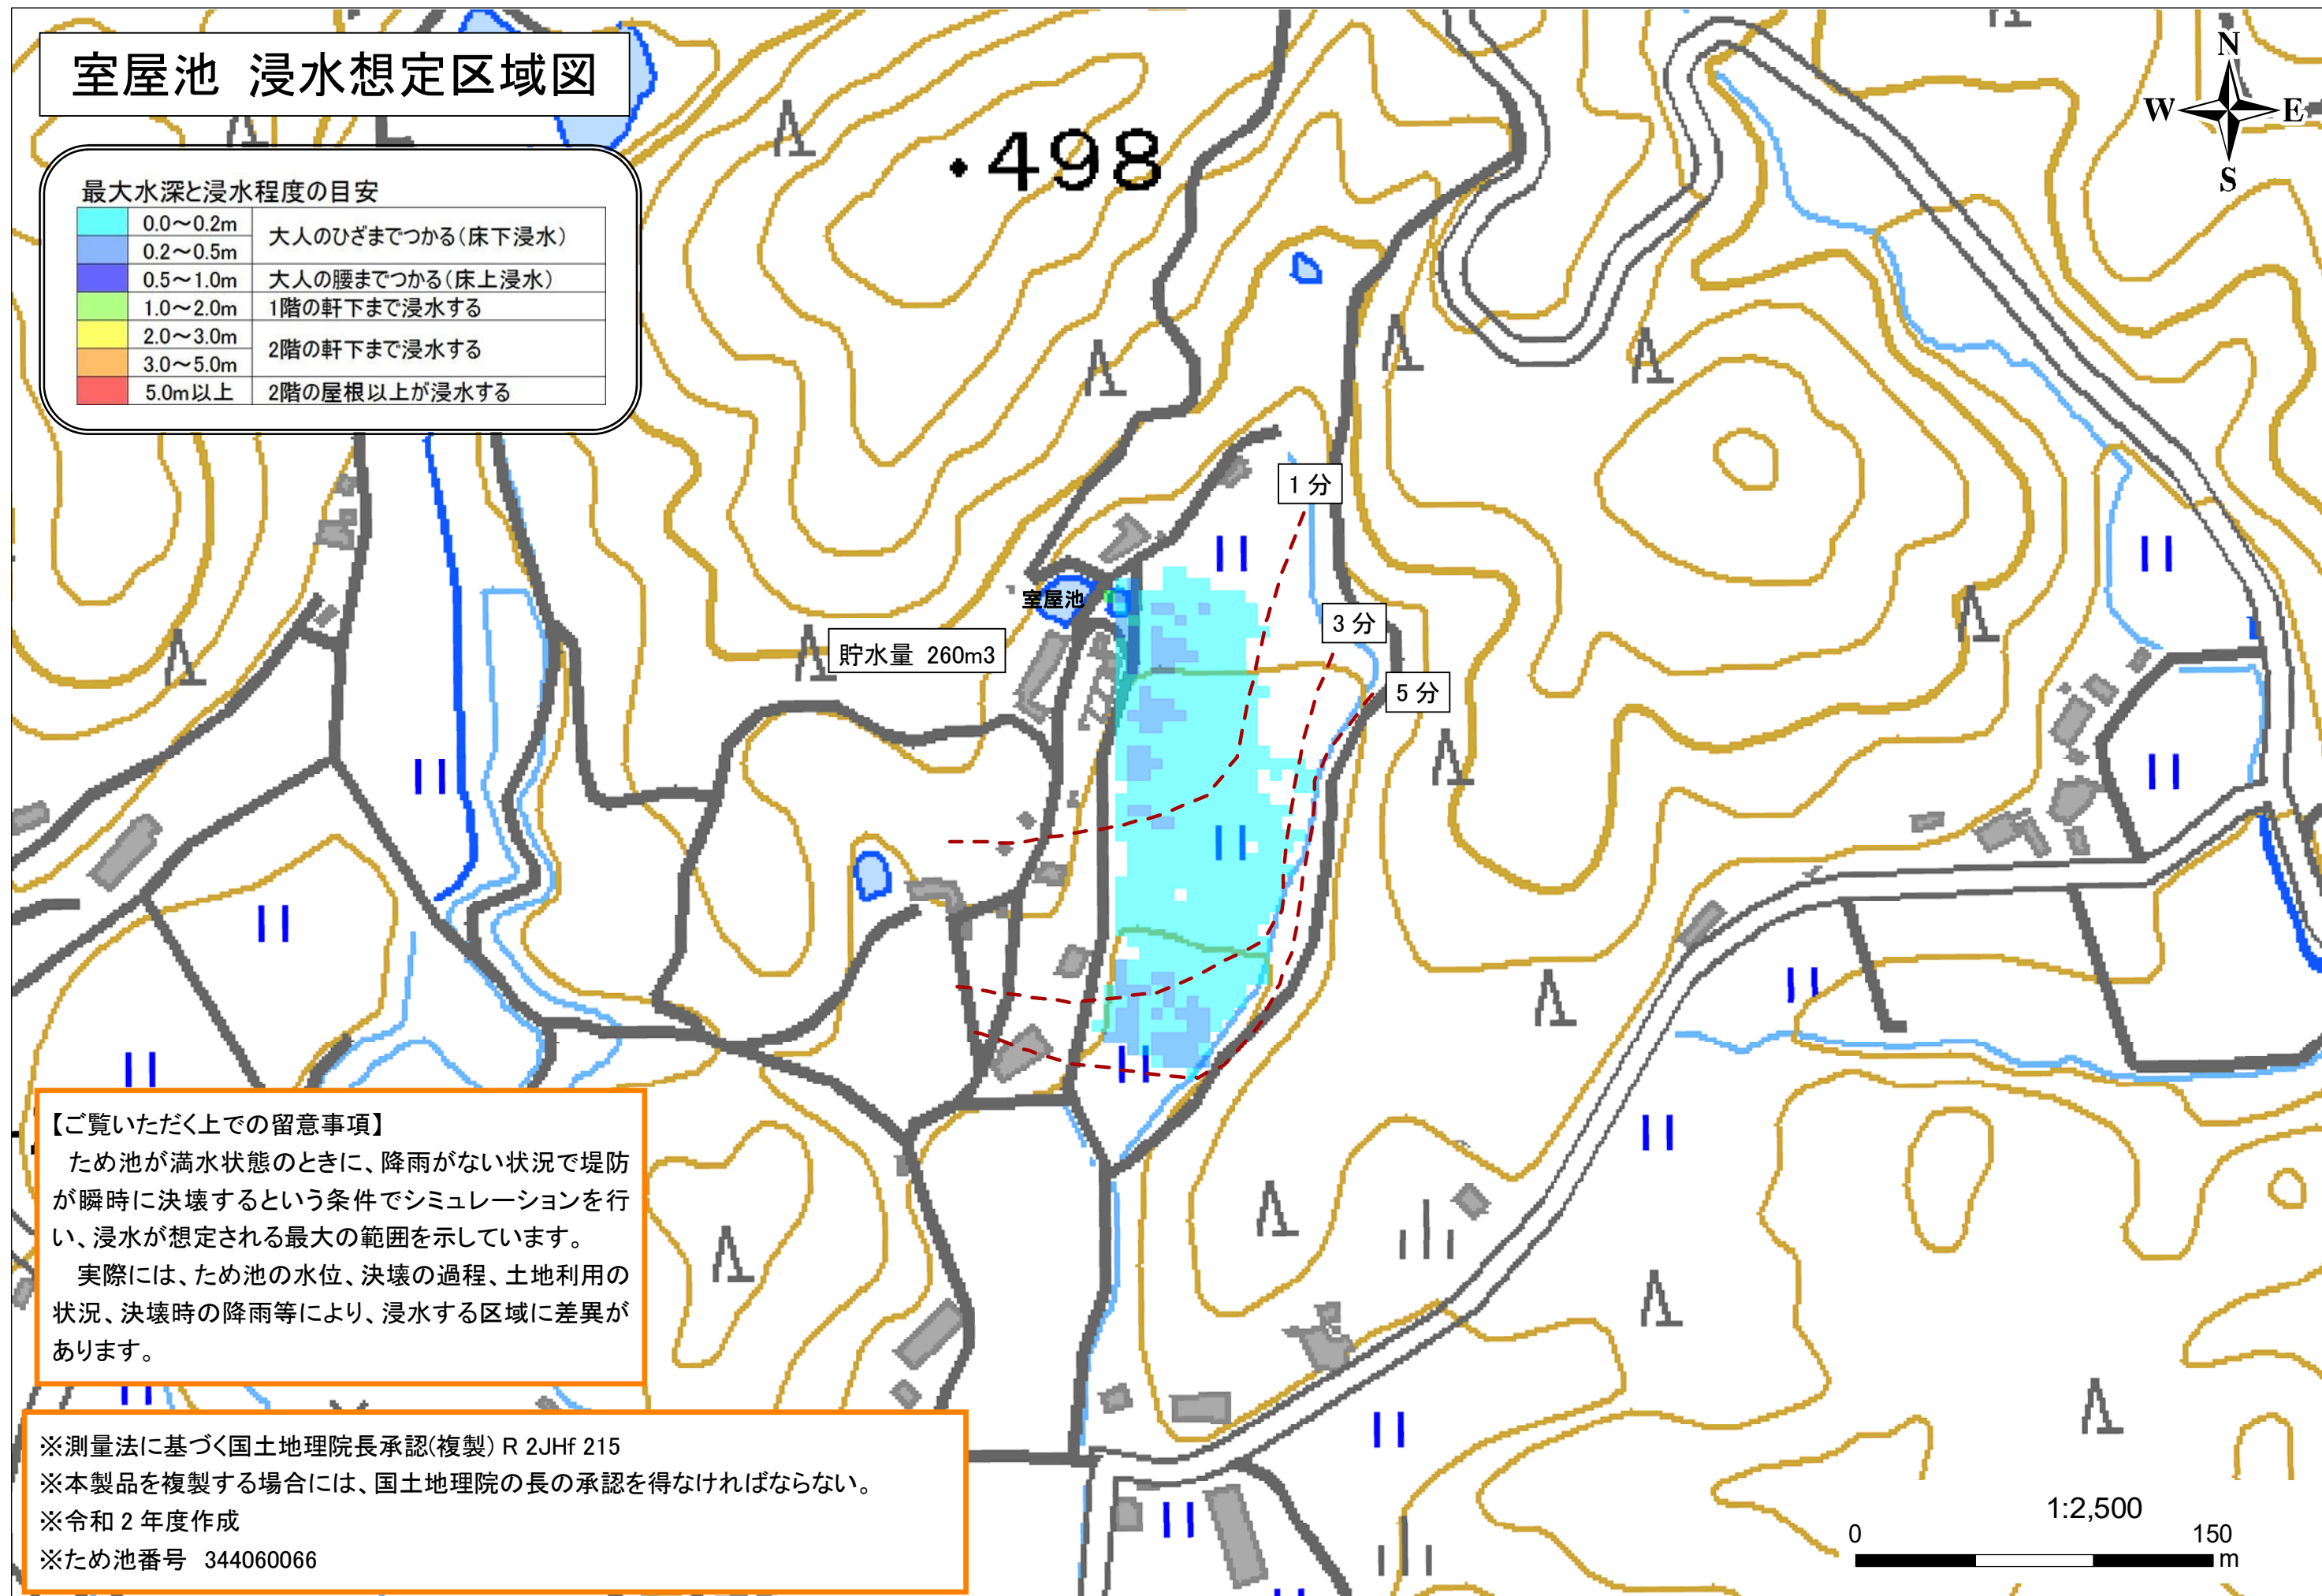 室屋池 浸水想定区域図
N
W E
S
・498
最大水深と浸水程度の目安
0.0～0.2m
大人のひざまでつかる(床下浸水)
0.2～0.5m
0.5～1.0m 大人の腰までつかる(床上浸水)
1.0～2.0m 1階の軒下まで浸水する
2.0～3.0m
2階の軒下まで浸水する
3.0～5.0m
5.0m以上 2階の屋根以上が浸水する
1 分
室屋池
3 分
貯水量 260m3
5 分
【ご覧いただく上での留意事項】
ため池が満水状態のときに、降雨がない状況で堤防
が瞬時に決壊するという条件でシミュレーションを行
い、浸水が想定される最大の範囲を示しています。
実際には、ため池の水位、決壊の過程、土地利用の
状況、決壊時の降雨等により、浸水する区域に差異が
あります。
※測量法に基づく国土地理院長承認(複製) R 2JHf 215
※本製品を複製する場合には、国土地理院の長の承認を得なければならない。
※令和 2 年度作成
※ため池番号 344060066
1:2,500
0 150
m